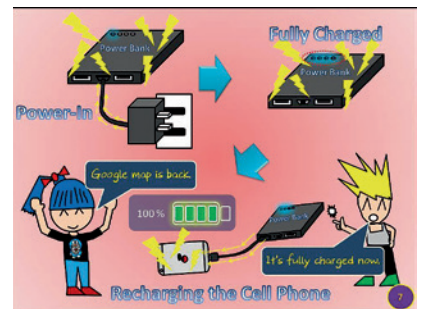 Power Bank
Fully Charged
Power Bank
Power-in
Google map is back.
100%
Power Bank
It's fully charged now.
Recharging the Cell Phone
7